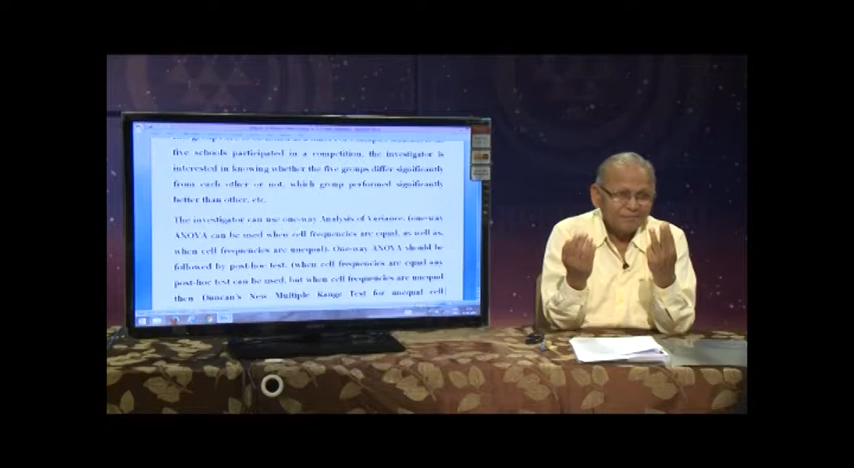 five schools participated in a competition, the investigator is
interested in knowing whether the five groups differ significantly
from each other or not, which group performed significantly
better than other, etc.
The investigator can use one-way Analysis of Variance. (one-way
ANOVA can be used when cell frequencies are equal, as well as,
when cell frequencies are unequal). One-way ANOVA should be
followed by post-hoc test. (when cell frequencies are equal any
post-hoc test can be used, but when cell frequencies are unequal
then Duncan's New Multiple Range Test for unequal cell